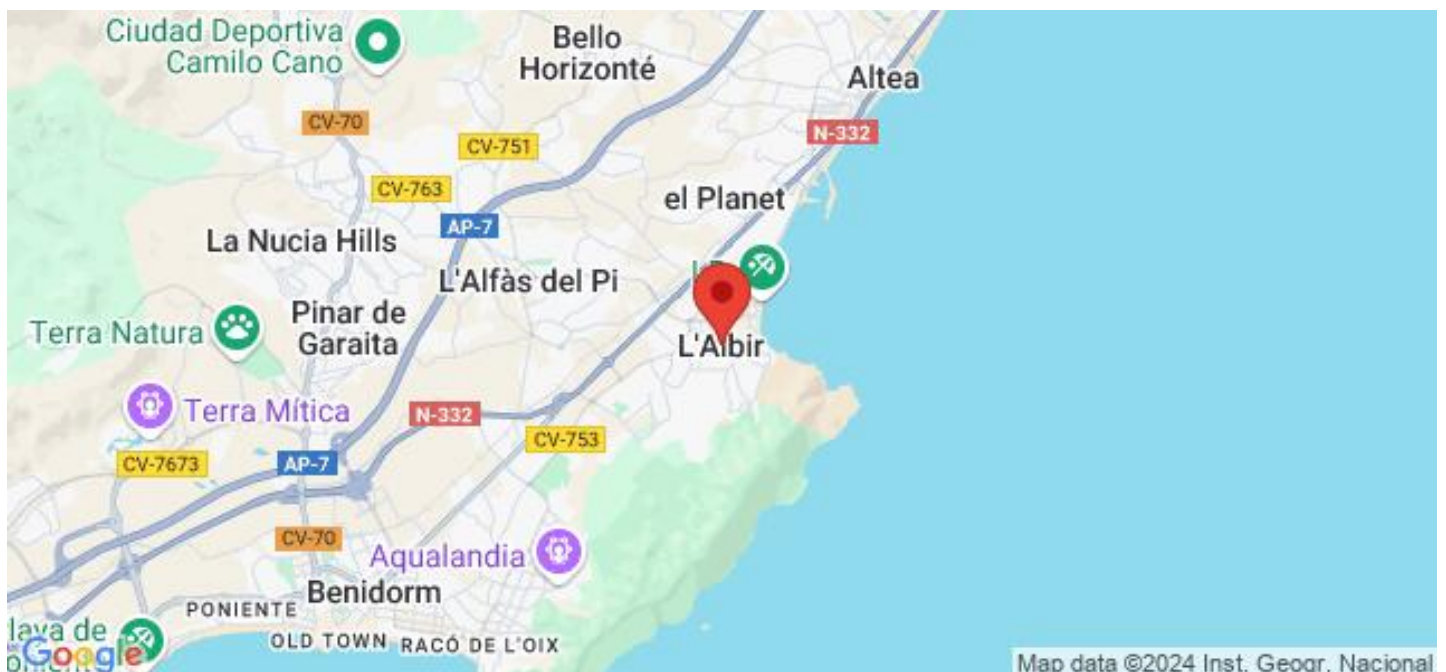 Ciudad Deportiva
Camilo Cano
Bello
Horizonté
Altea
CV-70
N-332
CV-751
CV-763
el Planet
AP-7
La Nucia Hills
L'Alfàs del Pi
Terra Natura
Pinar de
Garaita
L'Albir
Terra Mítica
N-332
CV-753
CV-7673
AP-7
CV-70
Aqualandia
Benidorm
PONIENTE
OLD TOWN
RACÓ DE L'OIX
Google
Map data ©2024 Inst. Geogr. Nacional